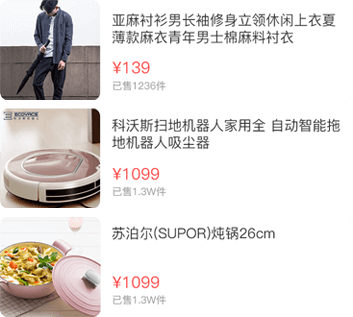 亚麻衬衫男长袖修身立领休闲上衣夏
薄款麻衣青年男士棉麻料衬衣
¥139
已售1236件
ECOVACS
科沃斯扫地机器人家用全 自动智能拖
地机器人吸尘器
¥1099
已售1.3W件
苏泊尔(SUPOR)炖锅26cm
¥1099
已售1.3W件